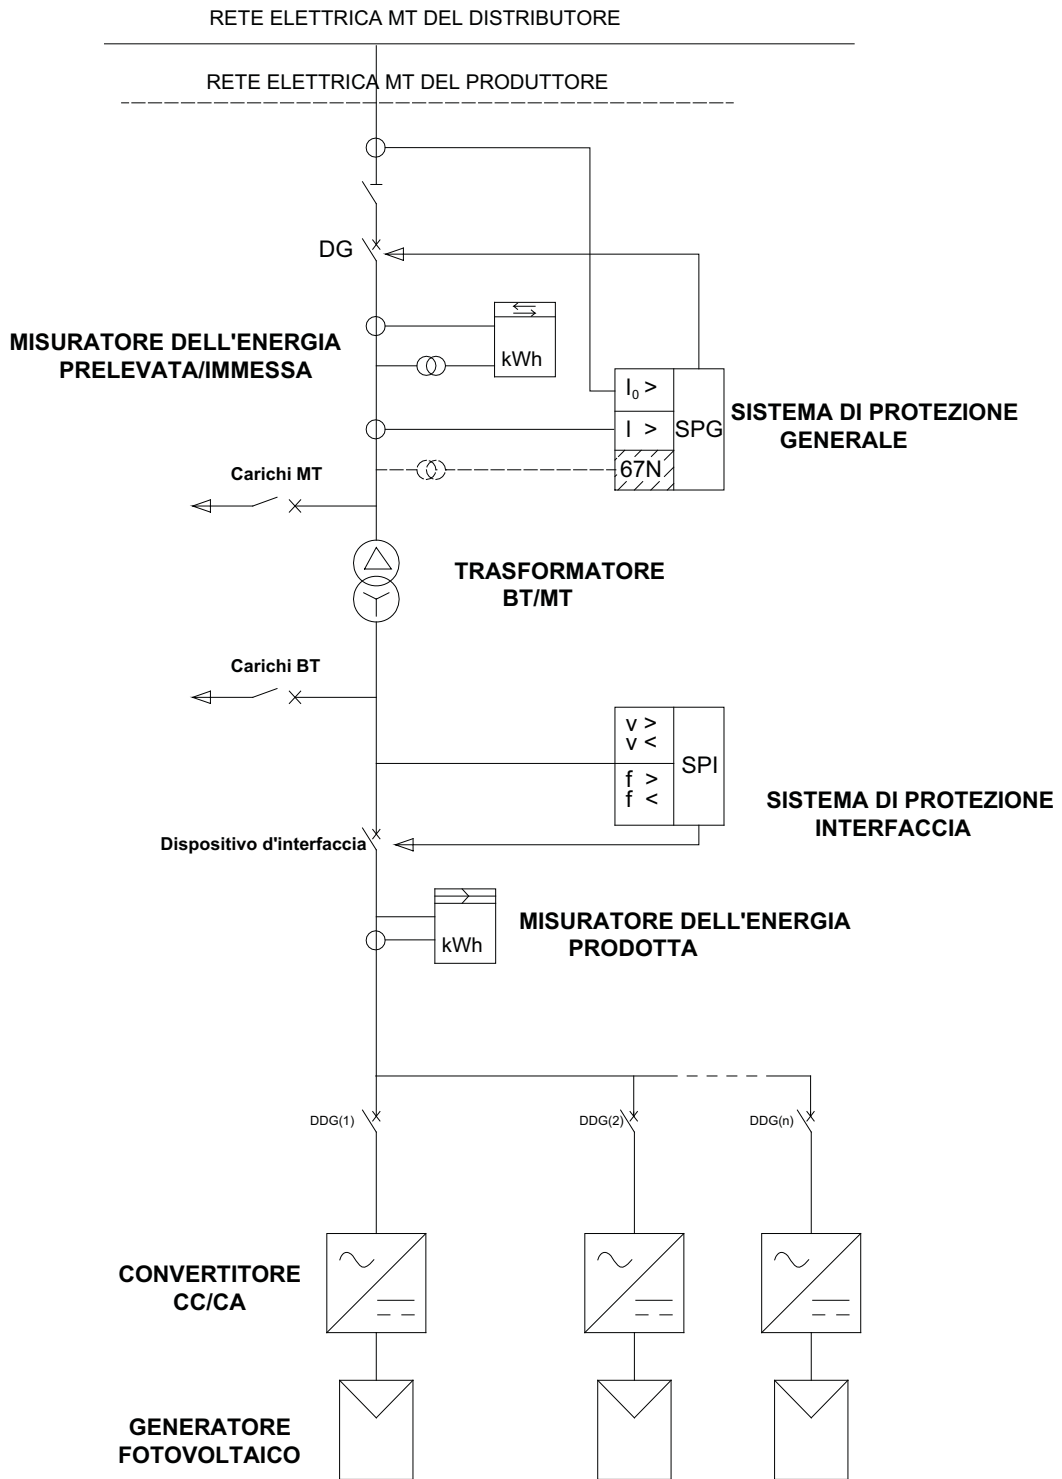 RETE ELETTRICA MT DEL DISTRIBUTORE
RETE ELETTRICA MT DEL PRODUTTORE
DG
MISURATORE DELL'ENERGIA
PRELEVATA/IMMESSA
kWh
I₀ >
I >
67N
SPG
SISTEMA DI PROTEZIONE
GENERALE
Carichi MT
TRASFORMATORE
BT/MT
Carichi BT
v >
v <
f >
f <
SPI
SISTEMA DI PROTEZIONE
INTERFACCIA
Dispositivo d'interfaccia
kWh
MISURATORE DELL'ENERGIA
PRODOTTA
DDG(1)
DDG(2)
DDG(n)
CONVERTITORE
CC/CA
GENERATORE
FOTOVOLTAICO